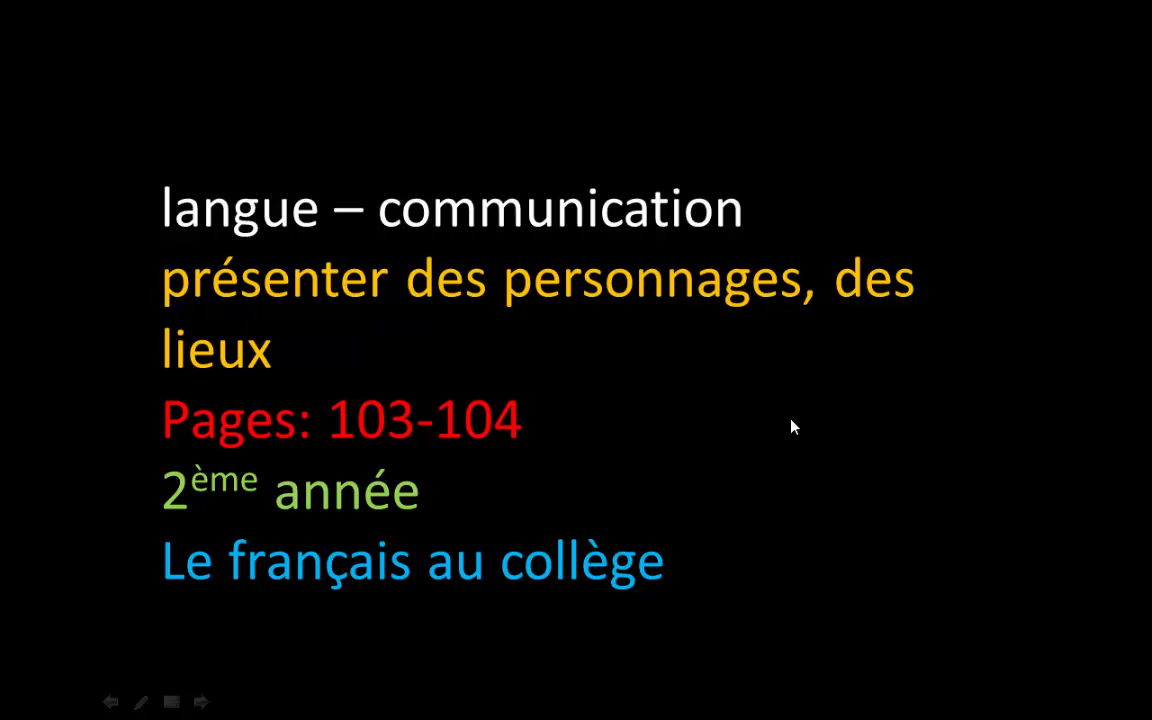 langue – communication
présenter des personnages, des
lieux
Pages: 103-104
2ème année
Le français au collège